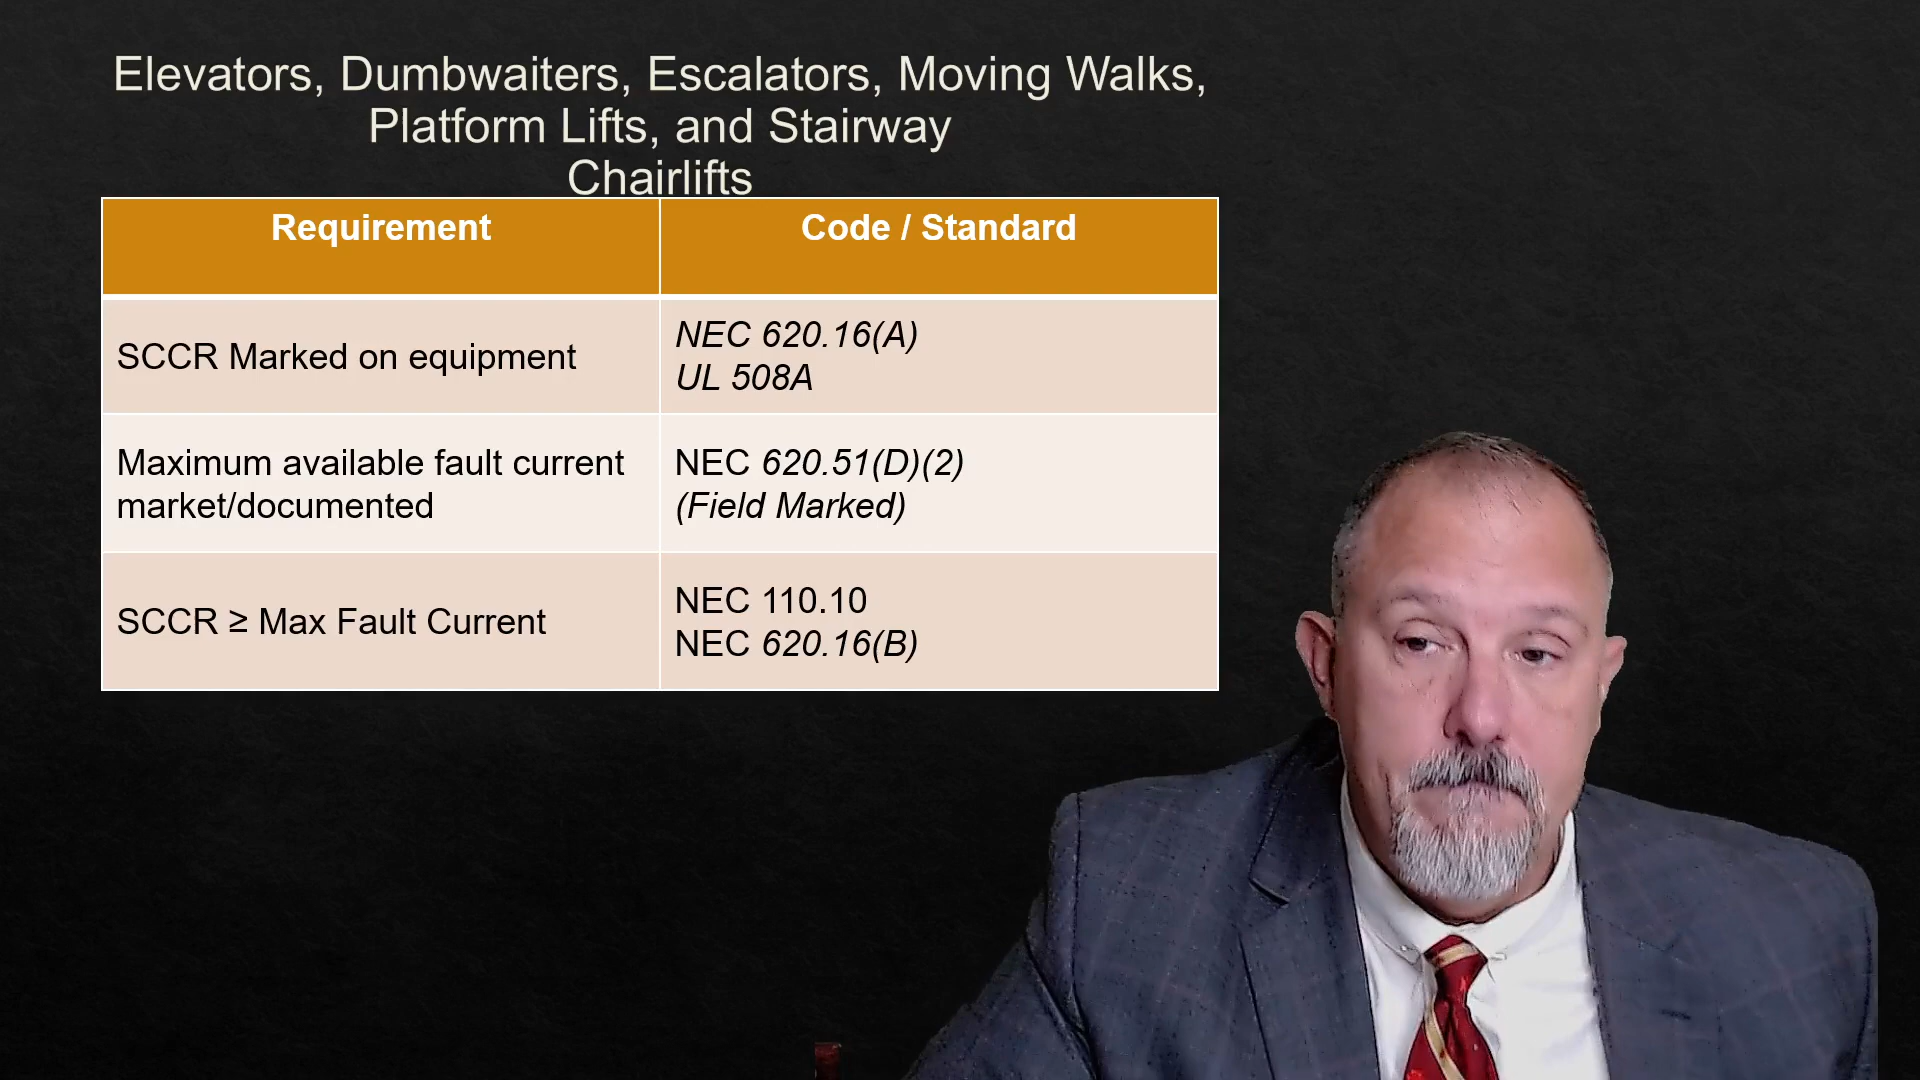 Elevators, Dumbwaiters, Escalators, Moving Walks,
Platform Lifts, and Stairway
Chairlifts
Requirement
Code / Standard
SCCR Marked on equipment
NEC 620.16(A)
UL 508A
Maximum available fault current
market/documented
NEC 620.51(D)(2)
(Field Marked)
SCCR ≥ Max Fault Current
NEC 110.10
NEC 620.16(B)